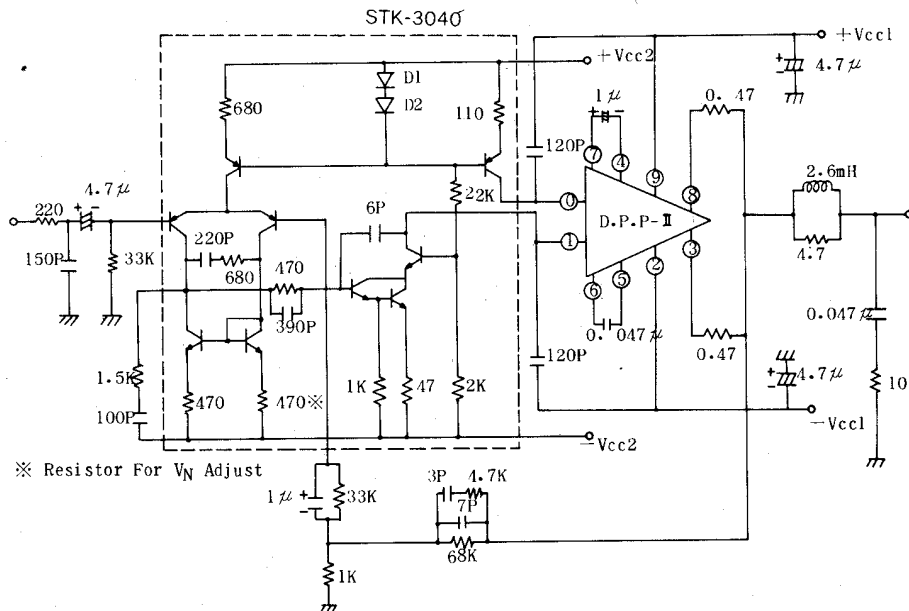 STK-3040
+Vcc1
+Vcc2
4.7μ
D1
D2
680
110
1μ
0.47
120P
7
4
9
8
4.7μ
22K
2.6mH
220
6P
0
D.P.P-II
150P
33K
220P
680
470
1
2
3
4.7
390P
6
5
0.047μ
0.047μ
1.5K
120P
0.47
100P
470
470※
1K
47
2K
4.7μ
10
-Vcc2
-Vcc1
※ Resistor For VN Adjust
1μ
33K
3P
4.7K
7P
68K
1K